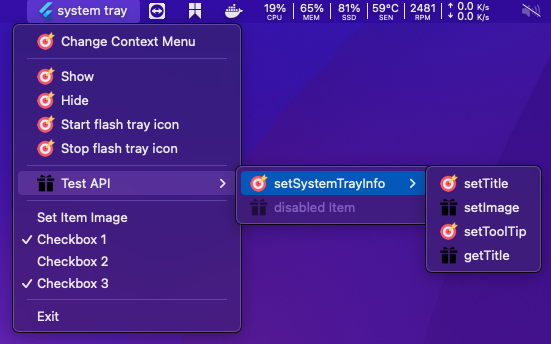 system tray
19% 65% 81% 59°C 2481 ↑ 0.0 K/s
CPU MEM SSD SEN RPM ↓ 0.0 K/s
Change Context Menu
Show
Hide
Start flash tray icon
Stop flash tray icon
Test API
setSystemTrayInfo
disabled Item
setTitle
setImage
setToolTip
getTitle
Set Item Image
✓ Checkbox 1
Checkbox 2
✓ Checkbox 3
Exit